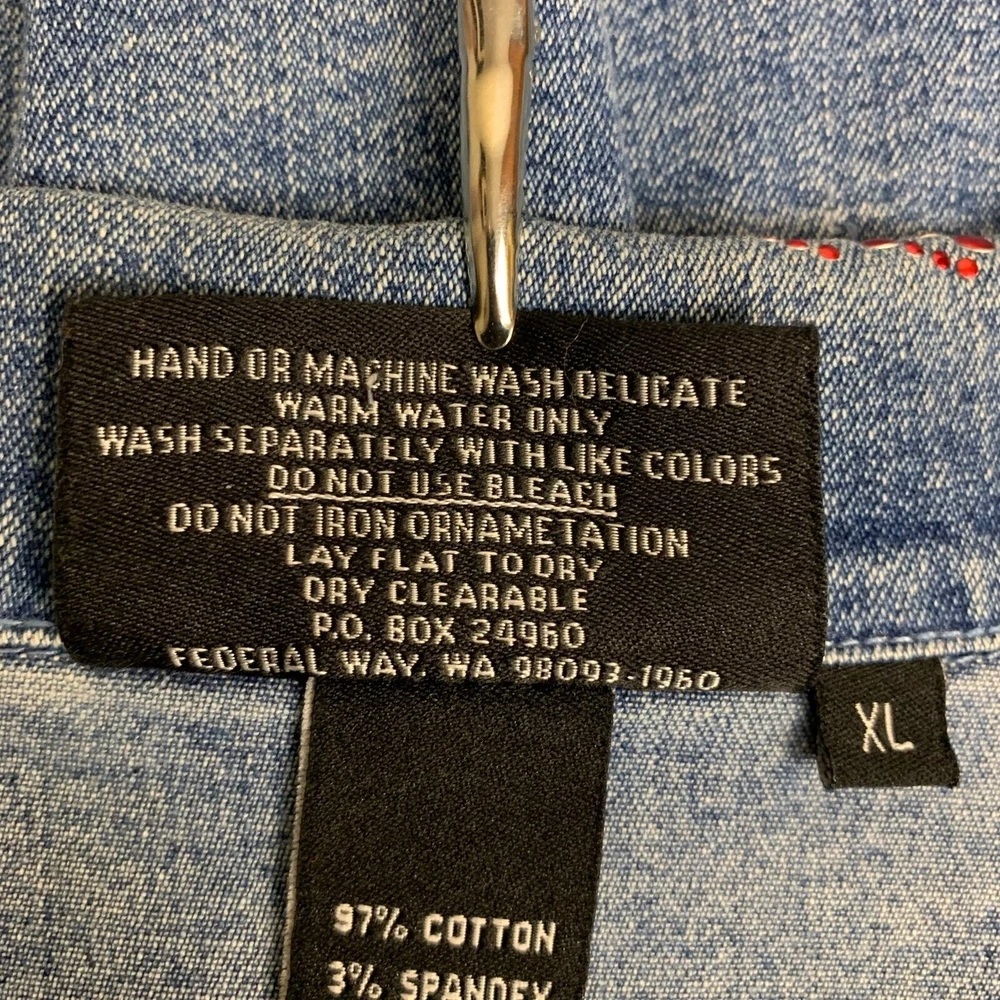 HAND OR MACHINE WASH DELICATE
WARM WATER ONLY
WASH SEPARATELY WITH LIKE COLORS
DO NOT USE BLEACH
DO NOT IRON ORNAMETATION
LAY FLAT TO DRY
DRY CLEARABLE
P.O. BOX 24960
FEDERAL WAY, WA 98093-1960
XL
97% COTTON
3% SPANDEX